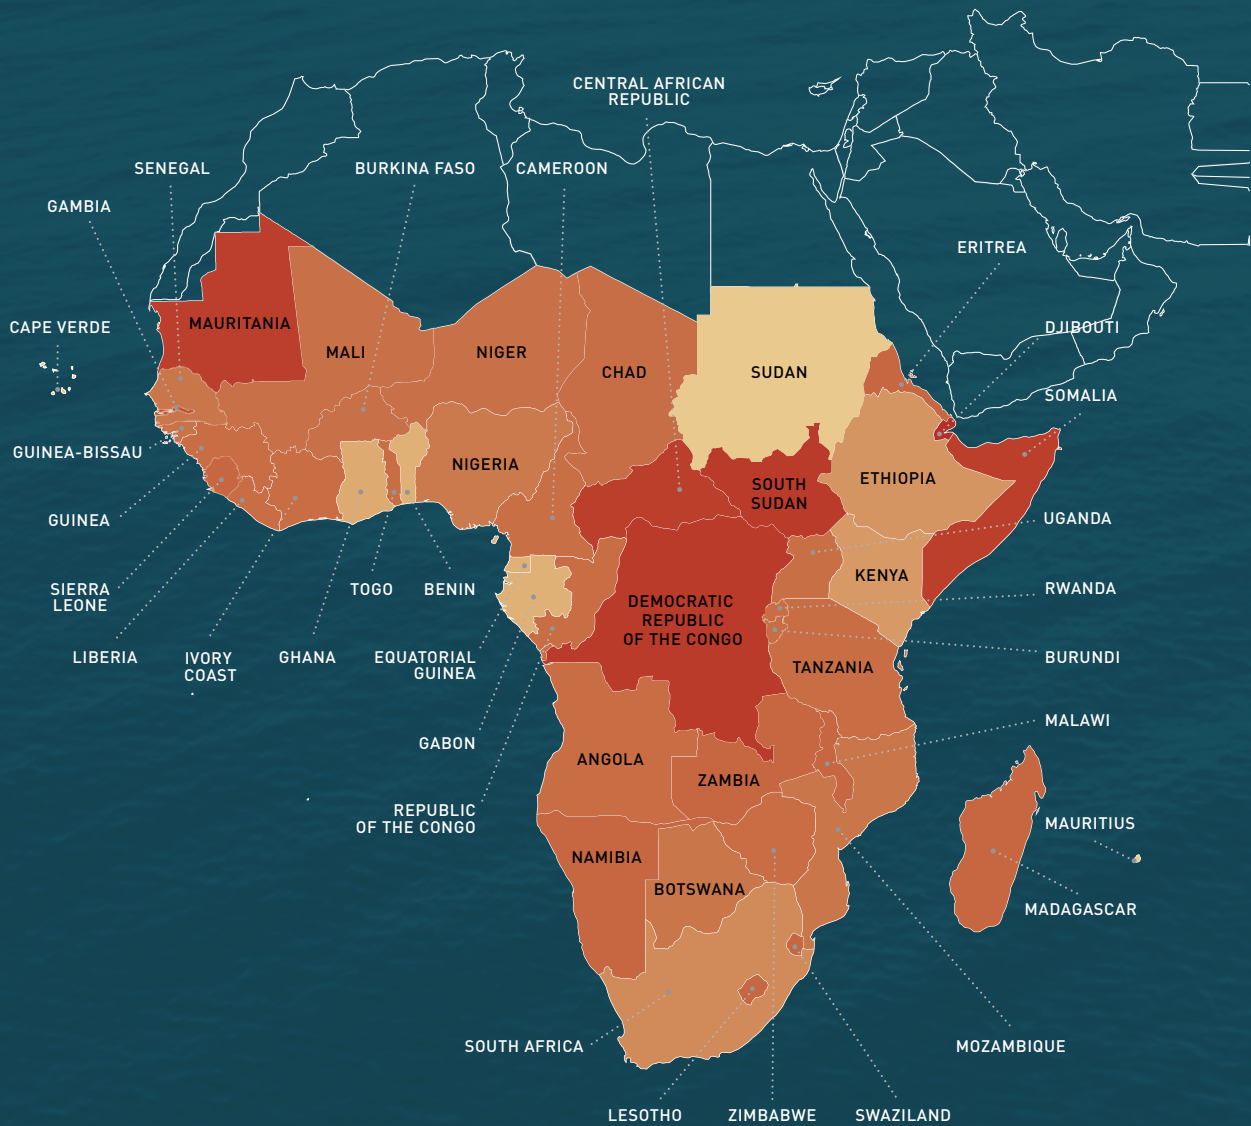 CENTRAL AFRICAN
REPUBLIC
SENEGAL
BURKINA FASO
CAMEROON
GAMBIA
ERITREA
CAPE VERDE
MAURITANIA
DJIBOUTI
MALI
NIGER
CHAD
SUDAN
SOMALIA
GUINEA-BISSAU
NIGERIA
ETHIOPIA
SOUTH
SUDAN
GUINEA
UGANDA
KENYA
SIERRA
LEONE
TOGO
BENIN
RWANDA
DEMOCRATIC
REPUBLIC
OF THE CONGO
LIBERIA
IVORY
COAST
GHANA
EQUATORIAL
GUINEA
TANZANIA
BURUNDI
MALAWI
GABON
ANGOLA
ZAMBIA
REPUBLIC
OF THE CONGO
MAURITIUS
NAMIBIA
BOTSWANA
MADAGASCAR
SOUTH AFRICA
MOZAMBIQUE
LESOTHO
ZIMBABWE
SWAZILAND